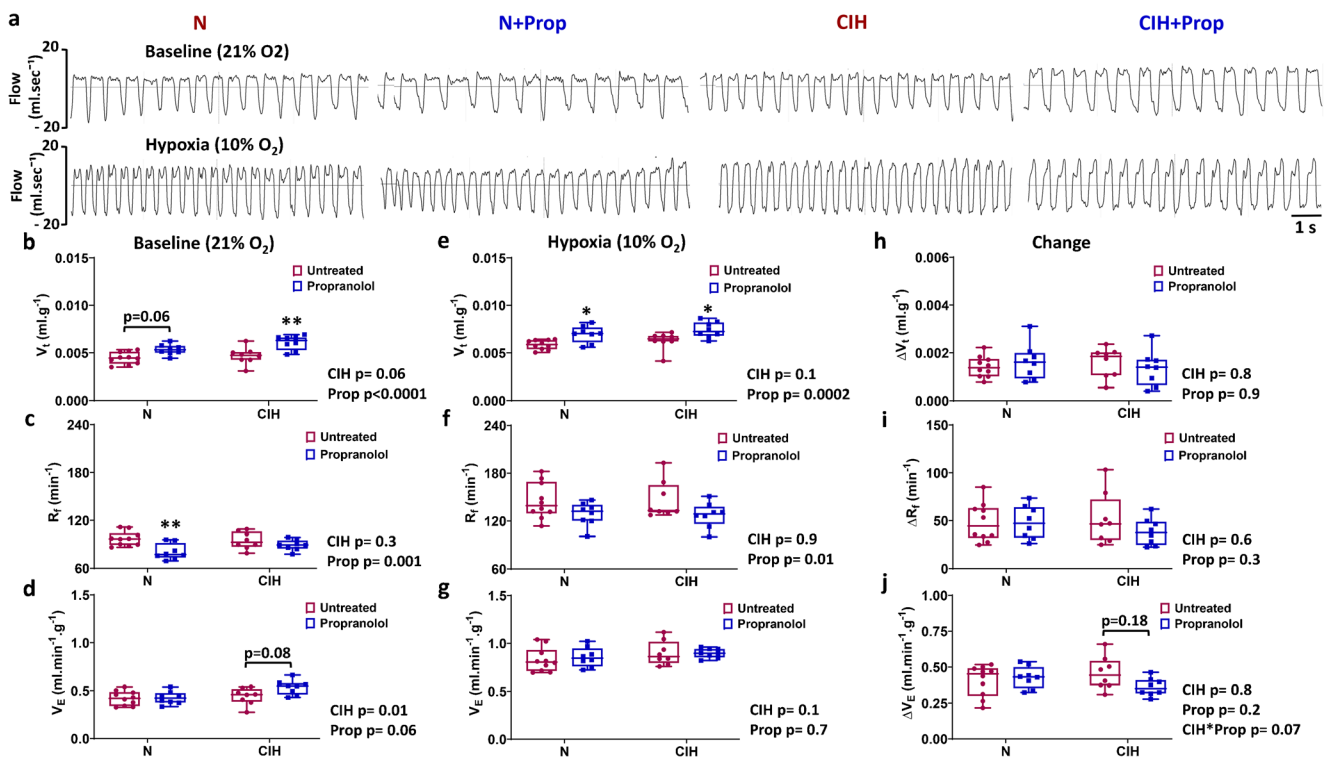 a
N
N+Prop
CIH
CIH+Prop
Baseline (21% O2)
20
Flow
(ml.sec⁻¹)
- 20
Hypoxia (10% O₂)
20
Flow
(ml.sec⁻¹)
- 20
1 s
b
Baseline (21% O₂)
0.015
0.010
0.005
0.000
Vₜ (ml.g⁻¹)
Untreated
Propranolol
p=0.06
**
CIH p= 0.06
Prop p<0.0001
N
CIH
e
Hypoxia (10% O₂)
0.015
0.010
0.005
0.000
Vₜ (ml.g⁻¹)
Untreated
Propranolol
*
*
CIH p= 0.1
Prop p= 0.0002
N
CIH
h
Change
0.006
0.004
0.002
0.000
ΔVₜ (ml.g⁻¹)
Untreated
Propranolol
CIH p= 0.8
Prop p= 0.9
N
CIH
c
240
180
120
60
R_f (min⁻¹)
Untreated
Propranolol
**
CIH p= 0.3
Prop p= 0.001
N
CIH
f
240
180
120
60
R_f (min⁻¹)
Untreated
Propranolol
CIH p= 0.9
Prop p= 0.01
N
CIH
i
150
100
50
0
ΔR_f (min⁻¹)
Untreated
Propranolol
CIH p= 0.6
Prop p= 0.3
N
CIH
d
1.5
1.0
0.5
0.0
V_E (ml.min⁻¹.g⁻¹)
Untreated
Propranolol
p=0.08
CIH p= 0.01
Prop p= 0.06
N
CIH
g
1.5
1.0
0.5
0.0
V_E (ml.min⁻¹.g⁻¹)
Untreated
Propranolol
CIH p= 0.1
Prop p= 0.7
N
CIH
j
1.00
0.75
0.50
0.25
0.00
ΔV_E (ml.min⁻¹.g⁻¹)
Untreated
Propranolol
p=0.18
CIH p= 0.8
Prop p= 0.2
CIH*Prop p= 0.07
N
CIH